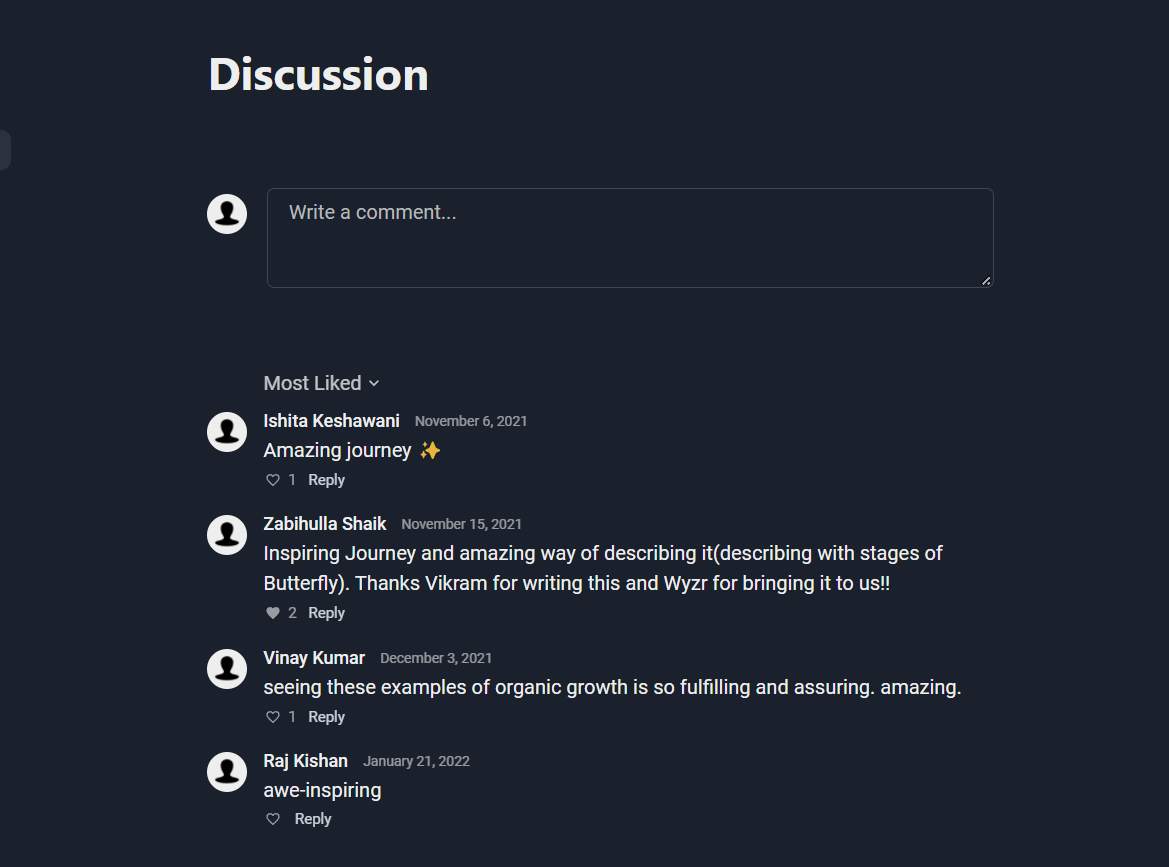 Discussion
Write a comment...
Most Liked
Ishita Keshawani November 6, 2021
Amazing journey ✨
1 Reply
Zabihulla Shaik November 15, 2021
Inspiring Journey and amazing way of describing it(describing with stages of
Butterfly). Thanks Vikram for writing this and Wyzr for bringing it to us!!
2 Reply
Vinay Kumar December 3, 2021
seeing these examples of organic growth is so fulfilling and assuring. amazing.
1 Reply
Raj Kishan January 21, 2022
awe-inspiring
Reply